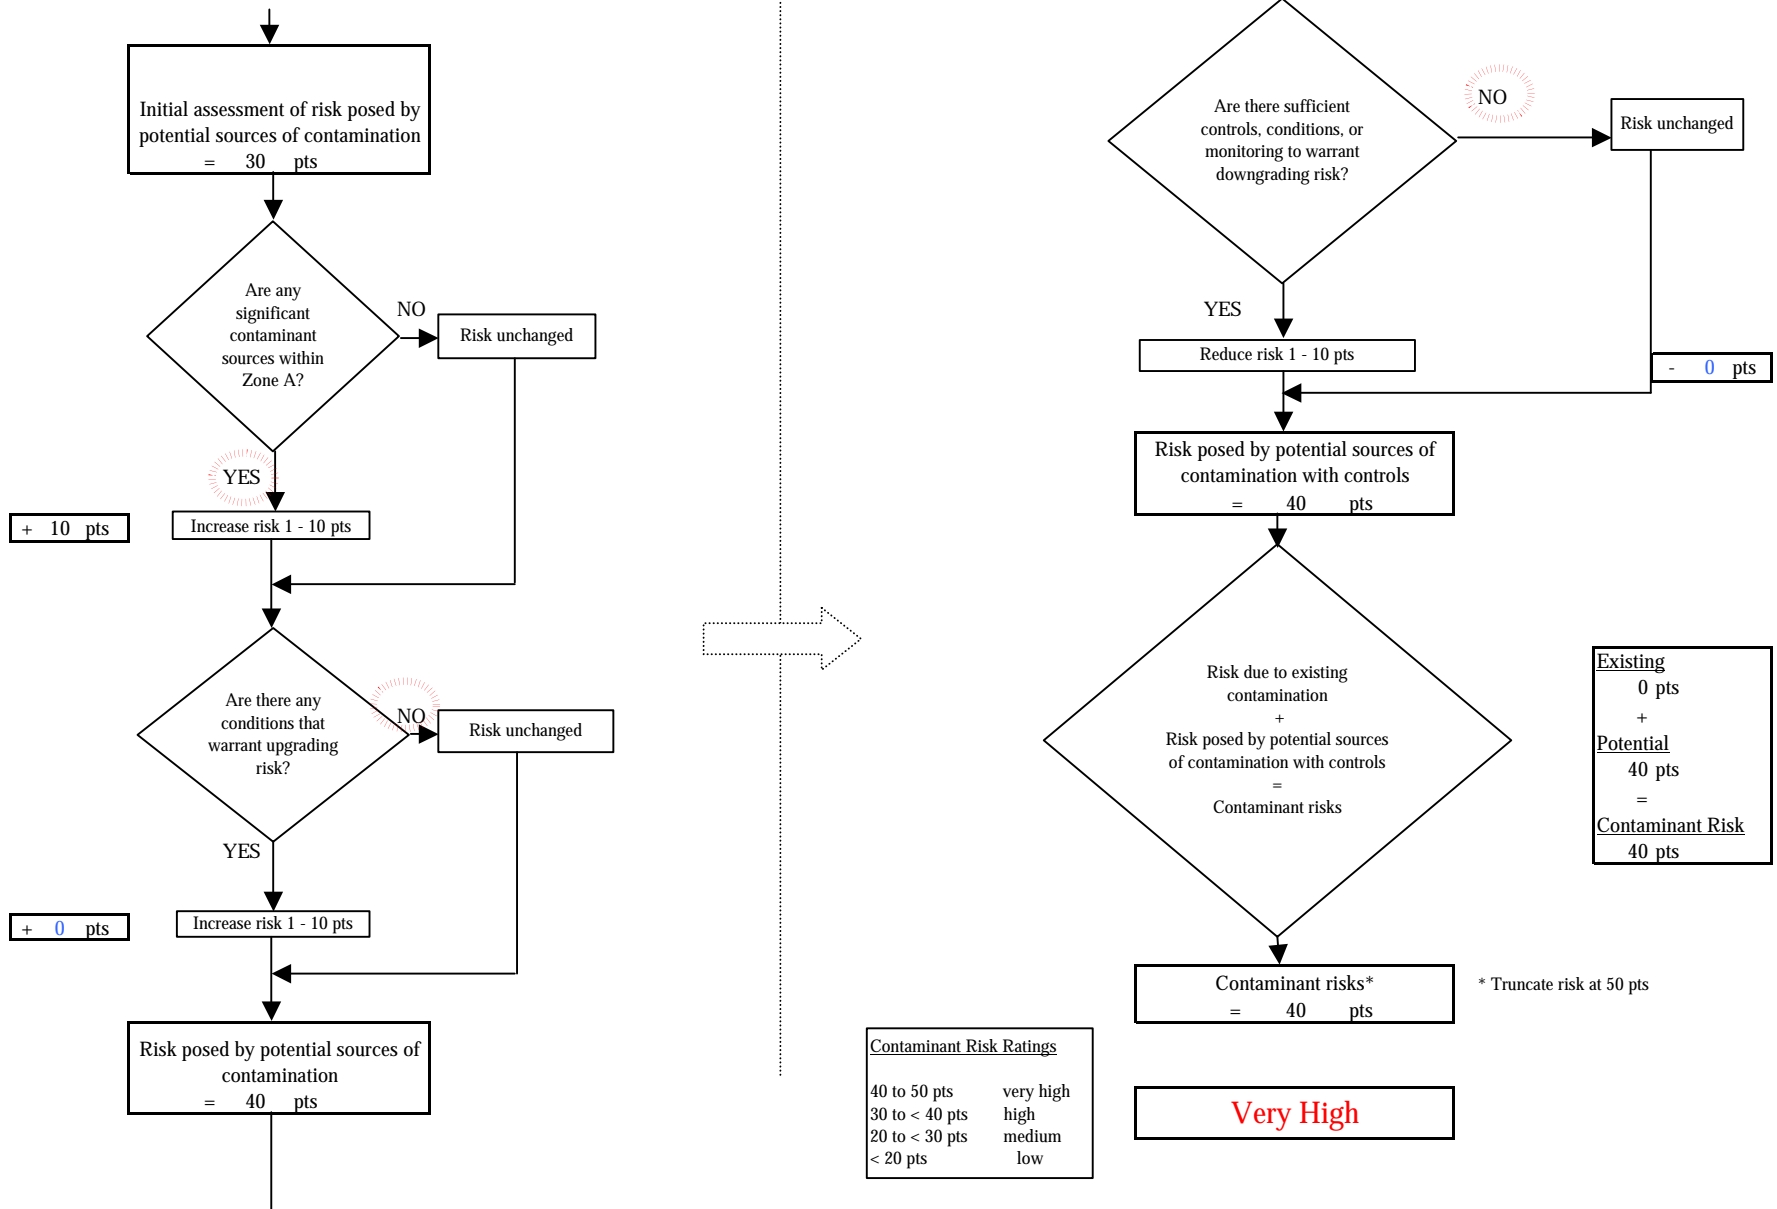 Initial assessment of risk posed by
potential sources of contamination
= 30 pts
Are any
significant
contaminant
sources within
Zone A?
NO
Risk unchanged
YES
+ 10 pts
Increase risk 1 - 10 pts
Are there any
conditions that
warrant upgrading
risk?
NO
Risk unchanged
YES
+ 0 pts
Increase risk 1 - 10 pts
Risk posed by potential sources of
contamination
= 40 pts
Are there sufficient
controls, conditions, or
monitoring to warrant
downgrading risk?
NO
Risk unchanged
YES
Reduce risk 1 - 10 pts
- 0 pts
Risk posed by potential sources of
contamination with controls
= 40 pts
Risk due to existing
contamination
+
Risk posed by potential sources
of contamination with controls
=
Contaminant risks
Existing
0 pts
+
Potential
40 pts
=
Contaminant Risk
40 pts
Contaminant risks*
= 40 pts
* Truncate risk at 50 pts
Contaminant Risk Ratings
40 to 50 pts very high
30 to < 40 pts high
20 to < 30 pts medium
< 20 pts low
Very High